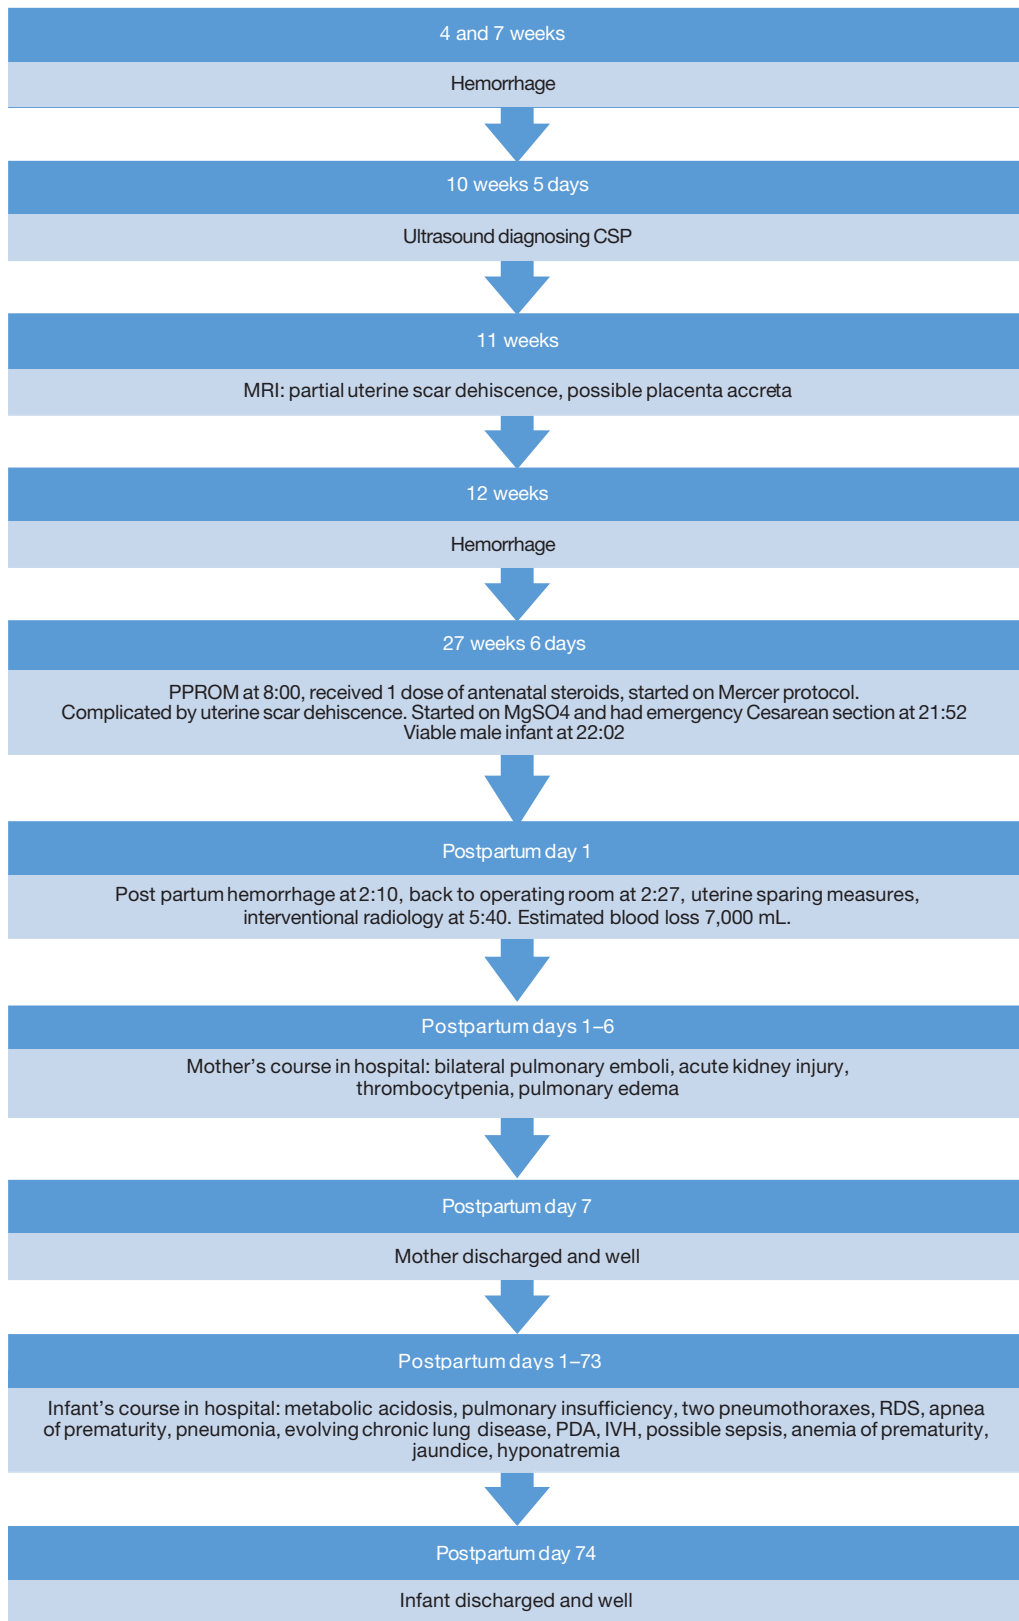 4 and 7 weeks
Hemorrhage
10 weeks 5 days
Ultrasound diagnosing CSP
11 weeks
MRI: partial uterine scar dehiscence, possible placenta accreta
12 weeks
Hemorrhage
27 weeks 6 days
PPROM at 8:00, received 1 dose of antenatal steroids, started on Mercer protocol.
Complicated by uterine scar dehiscence. Started on MgSO4 and had emergency Cesarean section at 21:52
Viable male infant at 22:02
Postpartum day 1
Post partum hemorrhage at 2:10, back to operating room at 2:27, uterine sparing measures,
interventional radiology at 5:40. Estimated blood loss 7,000 mL.
Postpartum days 1–6
Mother’s course in hospital: bilateral pulmonary emboli, acute kidney injury,
thrombocytpenia, pulmonary edema
Postpartum day 7
Mother discharged and well
Postpartum days 1–73
Infant’s course in hospital: metabolic acidosis, pulmonary insufficiency, two pneumothoraxes, RDS, apnea
of prematurity, pneumonia, evolving chronic lung disease, PDA, IVH, possible sepsis, anemia of prematurity,
jaundice, hyponatremia
Postpartum day 74
Infant discharged and well